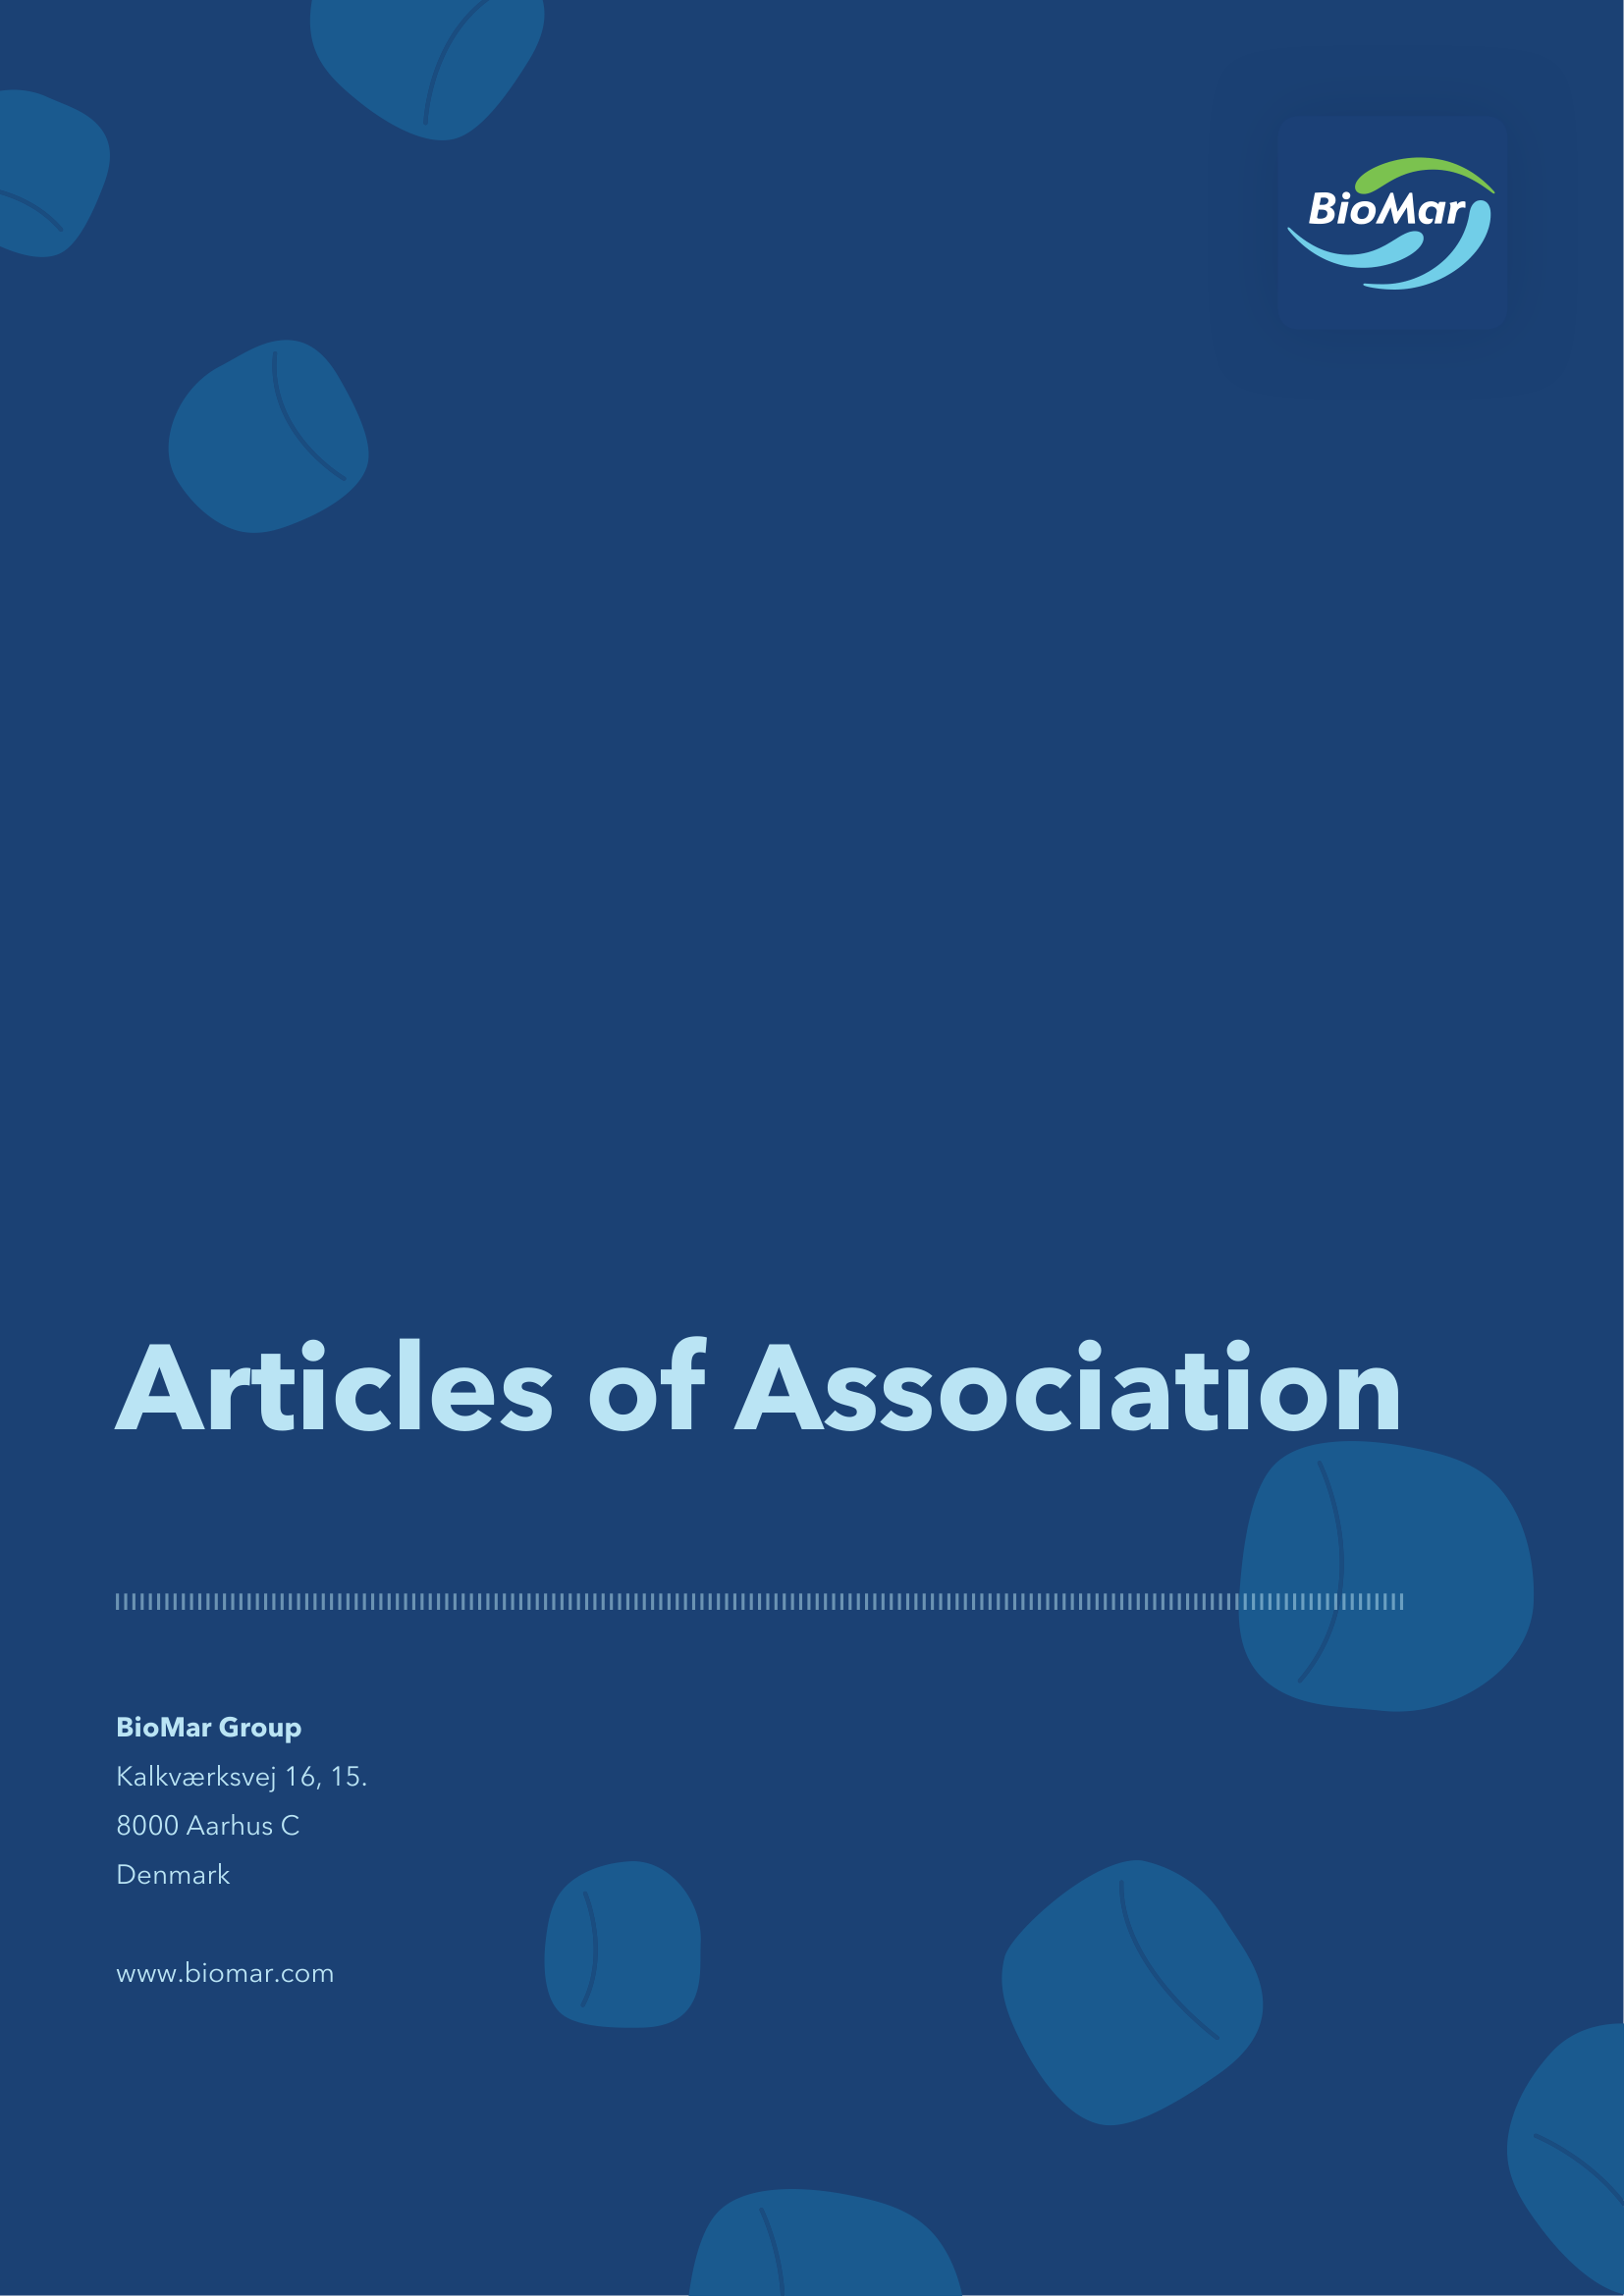 BioMar
Articles of Association
BioMar Group
Kalkværksvej 16, 15.
8000 Aarhus C
Denmark
www.biomar.com